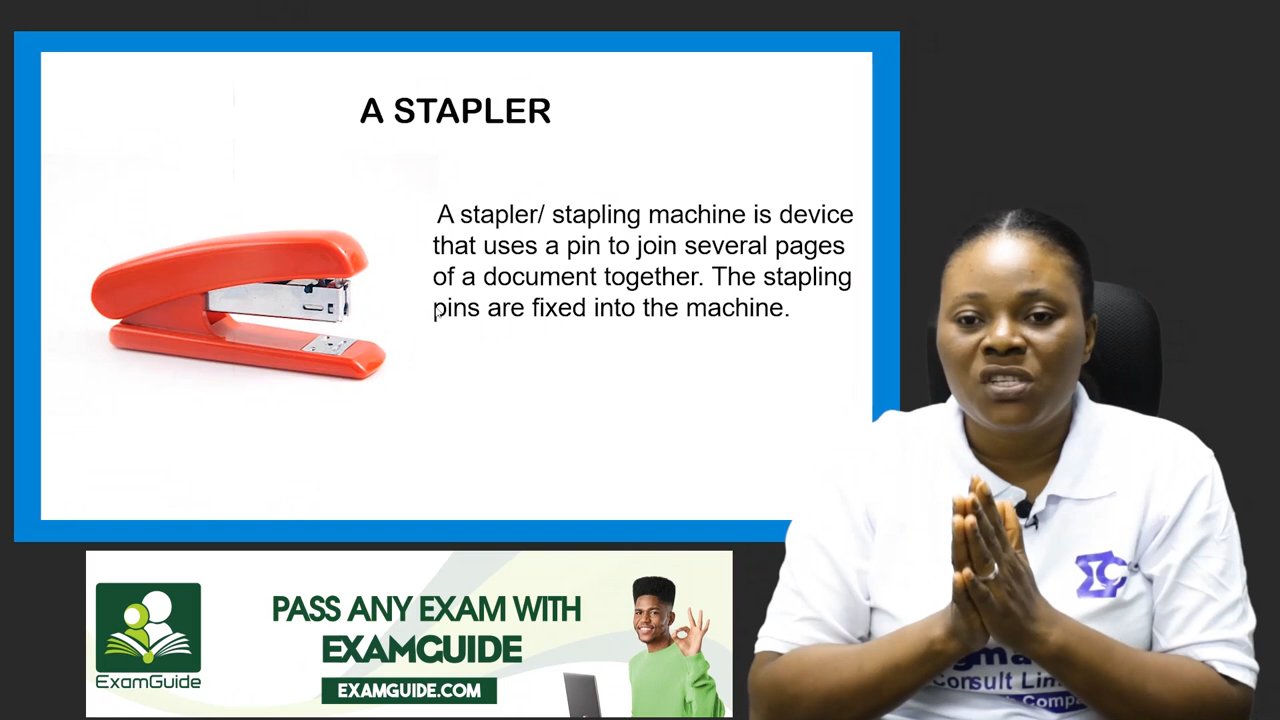 A STAPLER
A stapler/ stapling machine is device
that uses a pin to join several pages
of a document together. The stapling
pins are fixed into the machine.
PASS ANY EXAM WITH
EXAMGUIDE
EXAMGUIDE.COM
ExamGuide
ΣC
Consult